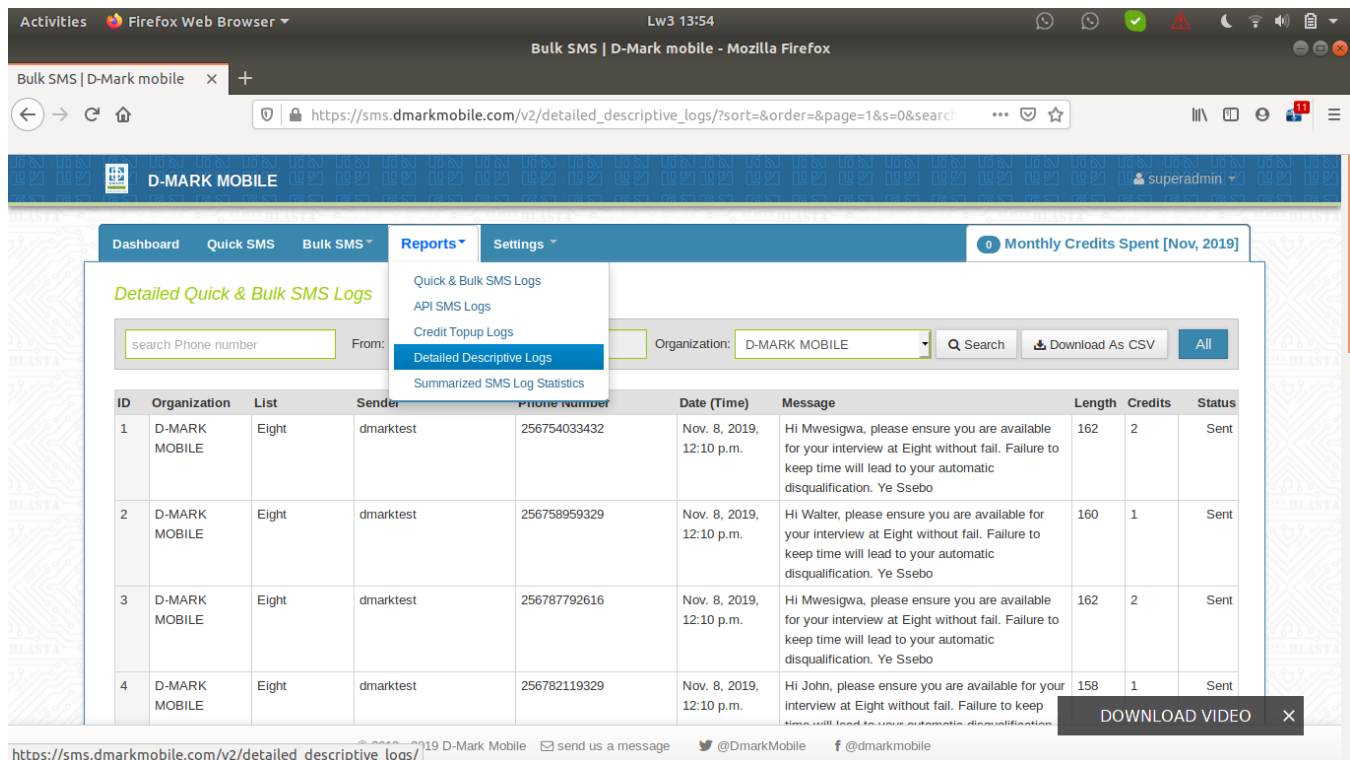 Activities Firefox Web Browser Lw3 13:54
Bulk SMS | D-Mark mobile - Mozilla Firefox
Bulk SMS | D-Mark mobile
https://sms.dmarkmobile.com/v2/detailed_descriptive_logs/?sort=&order=&page=1&s=0&search
11
D-MARK MOBILE superadmin
Dashboard Quick SMS Bulk SMS Reports Settings 0 Monthly Credits Spent [Nov, 2019]
Quick & Bulk SMS Logs
API SMS Logs
Credit Topup Logs
Detailed Descriptive Logs
Summarized SMS Log Statistics
Detailed Quick & Bulk SMS Logs
search Phone number From: Organization: D-MARK MOBILE Search Download As CSV All
ID Organization List Sender Phone Number Date (Time) Message Length Credits Status
1 D-MARK MOBILE Eight dmarktest 256754033432 Nov. 8, 2019, 12:10 p.m. Hi Mwesigwa, please ensure you are available 162 2 Sent
for your interview at Eight without fail. Failure to
keep time will lead to your automatic
disqualification. Ye Ssebo
2 D-MARK MOBILE Eight dmarktest 256758959329 Nov. 8, 2019, 12:10 p.m. Hi Walter, please ensure you are available for 160 1 Sent
your interview at Eight without fail. Failure to
keep time will lead to your automatic
disqualification. Ye Ssebo
3 D-MARK MOBILE Eight dmarktest 256787792616 Nov. 8, 2019, 12:10 p.m. Hi Mwesigwa, please ensure you are available 162 2 Sent
for your interview at Eight without fail. Failure to
keep time will lead to your automatic
disqualification. Ye Ssebo
4 D-MARK MOBILE Eight dmarktest 256782119329 Nov. 8, 2019, 12:10 p.m. Hi John, please ensure you are available for your 158 1 Sent
interview at Eight without fail. Failure to keep
time will lead to your automatic disqualification
DOWNLOAD VIDEO
2019 D-Mark Mobile send us a message @DmarkMobile @dmarkmobile
https://sms.dmarkmobile.com/v2/detailed_descriptive_logs/